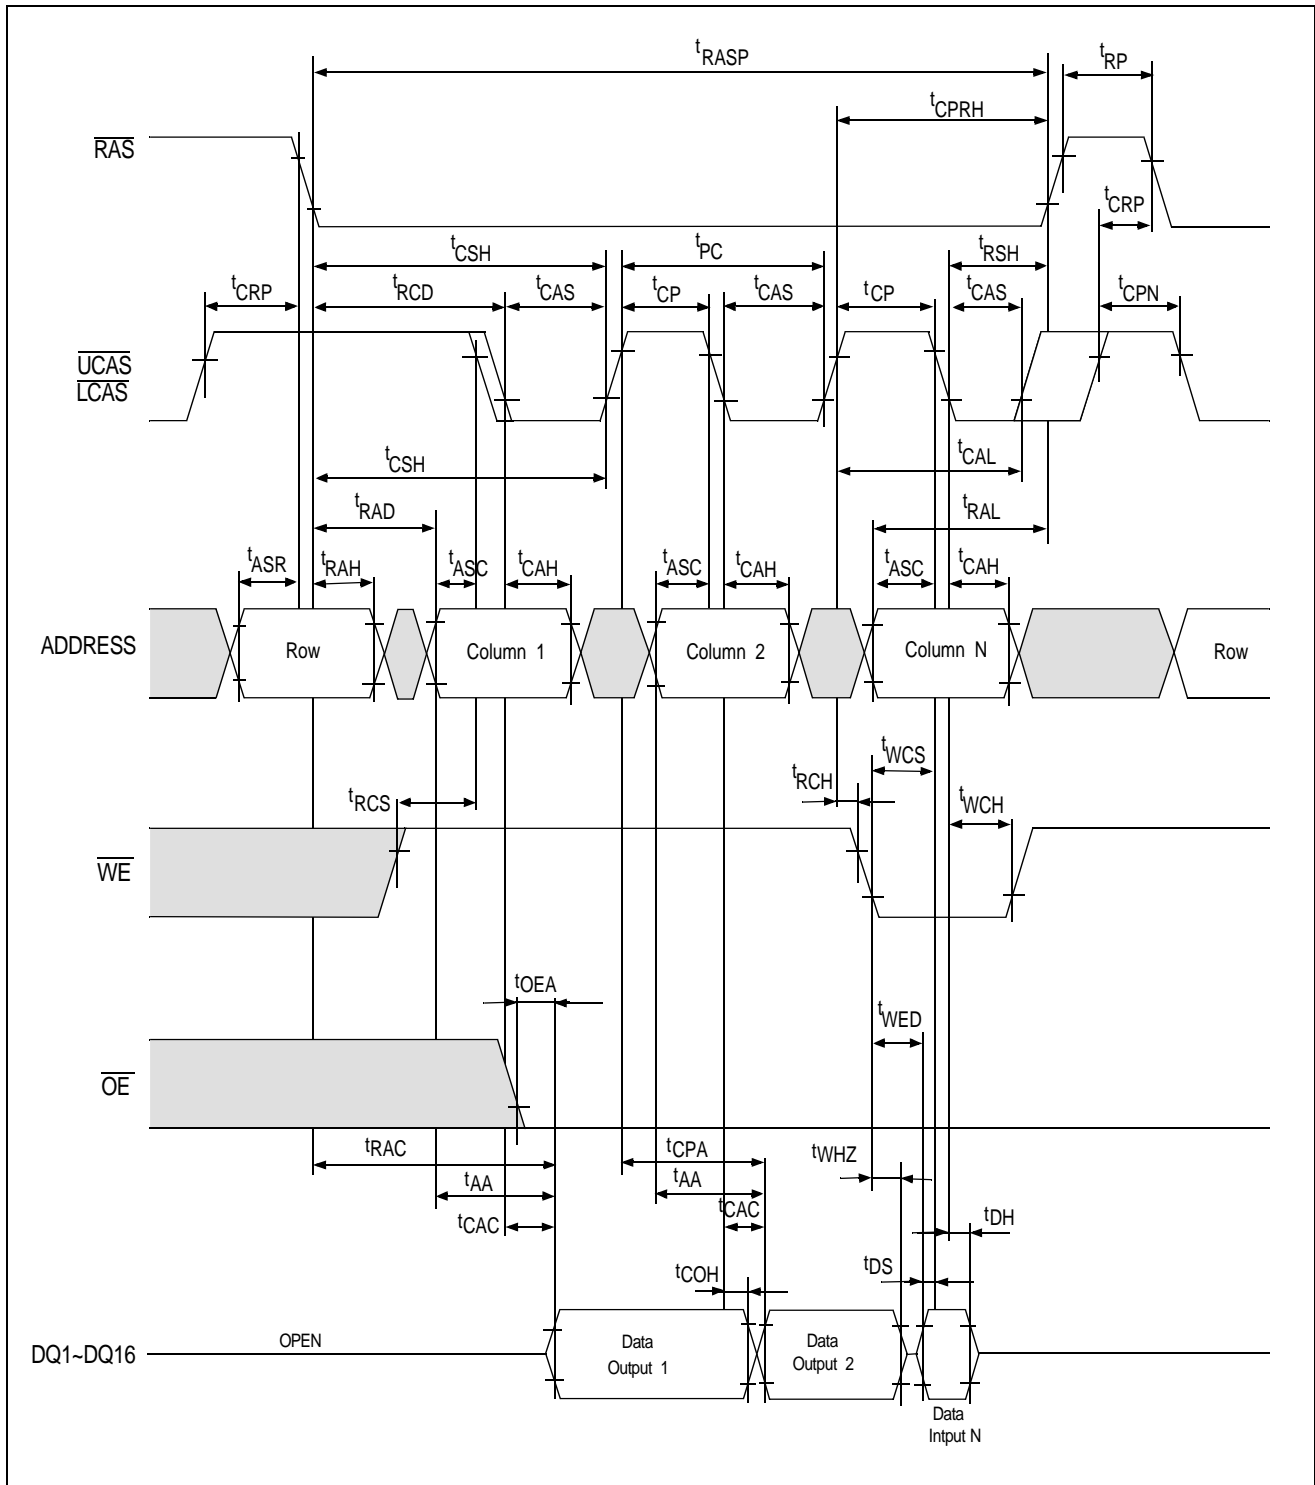 tRASP
tRP
tCPRH
RAS
tCRP
tCSH
tPC
tRSH
tCRP
tRCD
tCAS
tCP
tCAS
tCP
tCAS
tCPN
UCAS
LCAS
tCSH
tCAL
tRAD
tRAL
tASR
tRAH
tASC
tCAH
tASC
tCAH
tASC
tCAH
ADDRESS
Row
Column 1
Column 2
Column N
Row
tWCS
tRCH
tRCS
tWCH
WE
tOEA
tWED
OE
tRAC
tCPA
tWHZ
tAA
tAA
tCAC
tCAC
tDH
tCOH
tDS
DQ1~DQ16
OPEN
Data
Output 1
Data
Output 2
Data
Intput N